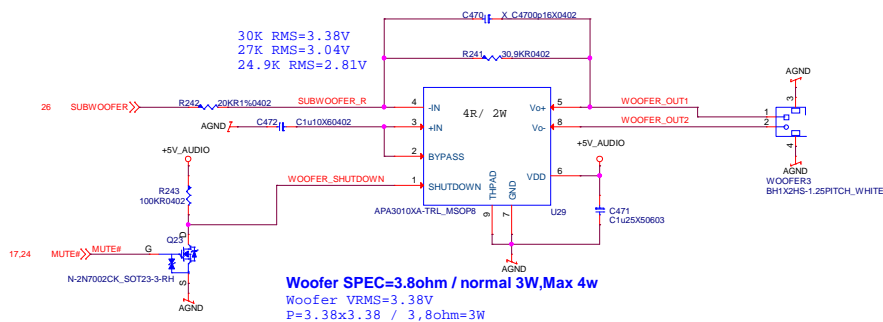 C470
X_C4700p16X0402
30K RMS=3.38V
27K RMS=3.04V
24.9K RMS=2.81V
R241
30,9KR0402
26
SUBWOOFER
R242
20KR1%0402
SUBWOOFER_R
4
-IN
3
+IN
2
BYPASS
1
SHUTDOWN
4R/ 2W
Vo+
5
Vo-
8
VDD
6
THPAD
9
GND
7
APA3010XA-TRL_MSOP8
U29
AGND
C472
C1u10X60402
+5V_AUDIO
R243
100KR0402
WOOFER_SHUTDOWN
Q23
D
G
S
17,24
MUTE#
MUTE#
N-2N7002CK_SOT23-3-RH
AGND
WOOFER_OUT1
WOOFER_OUT2
+5V_AUDIO
C471
C1u25X50603
AGND
AGND
3
1
2
4
AGND
WOOFER3
BH1X2HS-1.25PITCH_WHITE
Woofer SPEC=3.8ohm / normal 3W,Max 4w
Woofer VRMS=3.38V
P=3.38x3.38 / 3,8ohm=3W